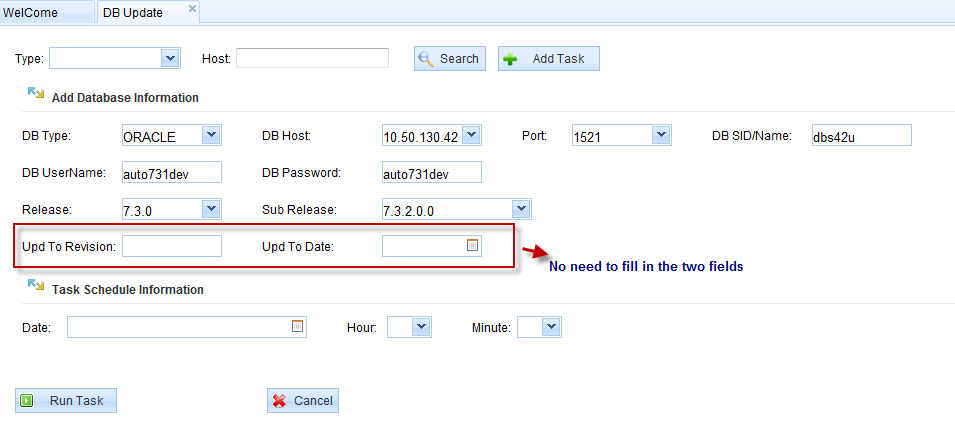 WelCome DB Update
Type: Host: Search Add Task
Add Database Information
DB Type: ORACLE DB Host: 10.50.130.42 Port: 1521 DB SID/Name: dbs42u
DB UserName: auto731dev DB Password: auto731dev
Release: 7.3.0 Sub Release: 7.3.2.0.0
Upd To Revision: Upd To Date:
No need to fill in the two fields
Task Schedule Information
Date: Hour: Minute:
Run Task Cancel